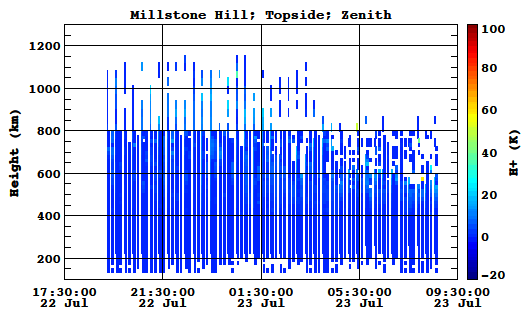 Millstone Hill; Topside; Zenith
1200
1000
800
600
400
200
Height (km)
17:30:00 21:30:00 01:30:00 05:30:00 09:30:00
22 Jul 22 Jul 23 Jul 23 Jul 23 Jul
100
80
60
40
20
0
−20
H+ (K)